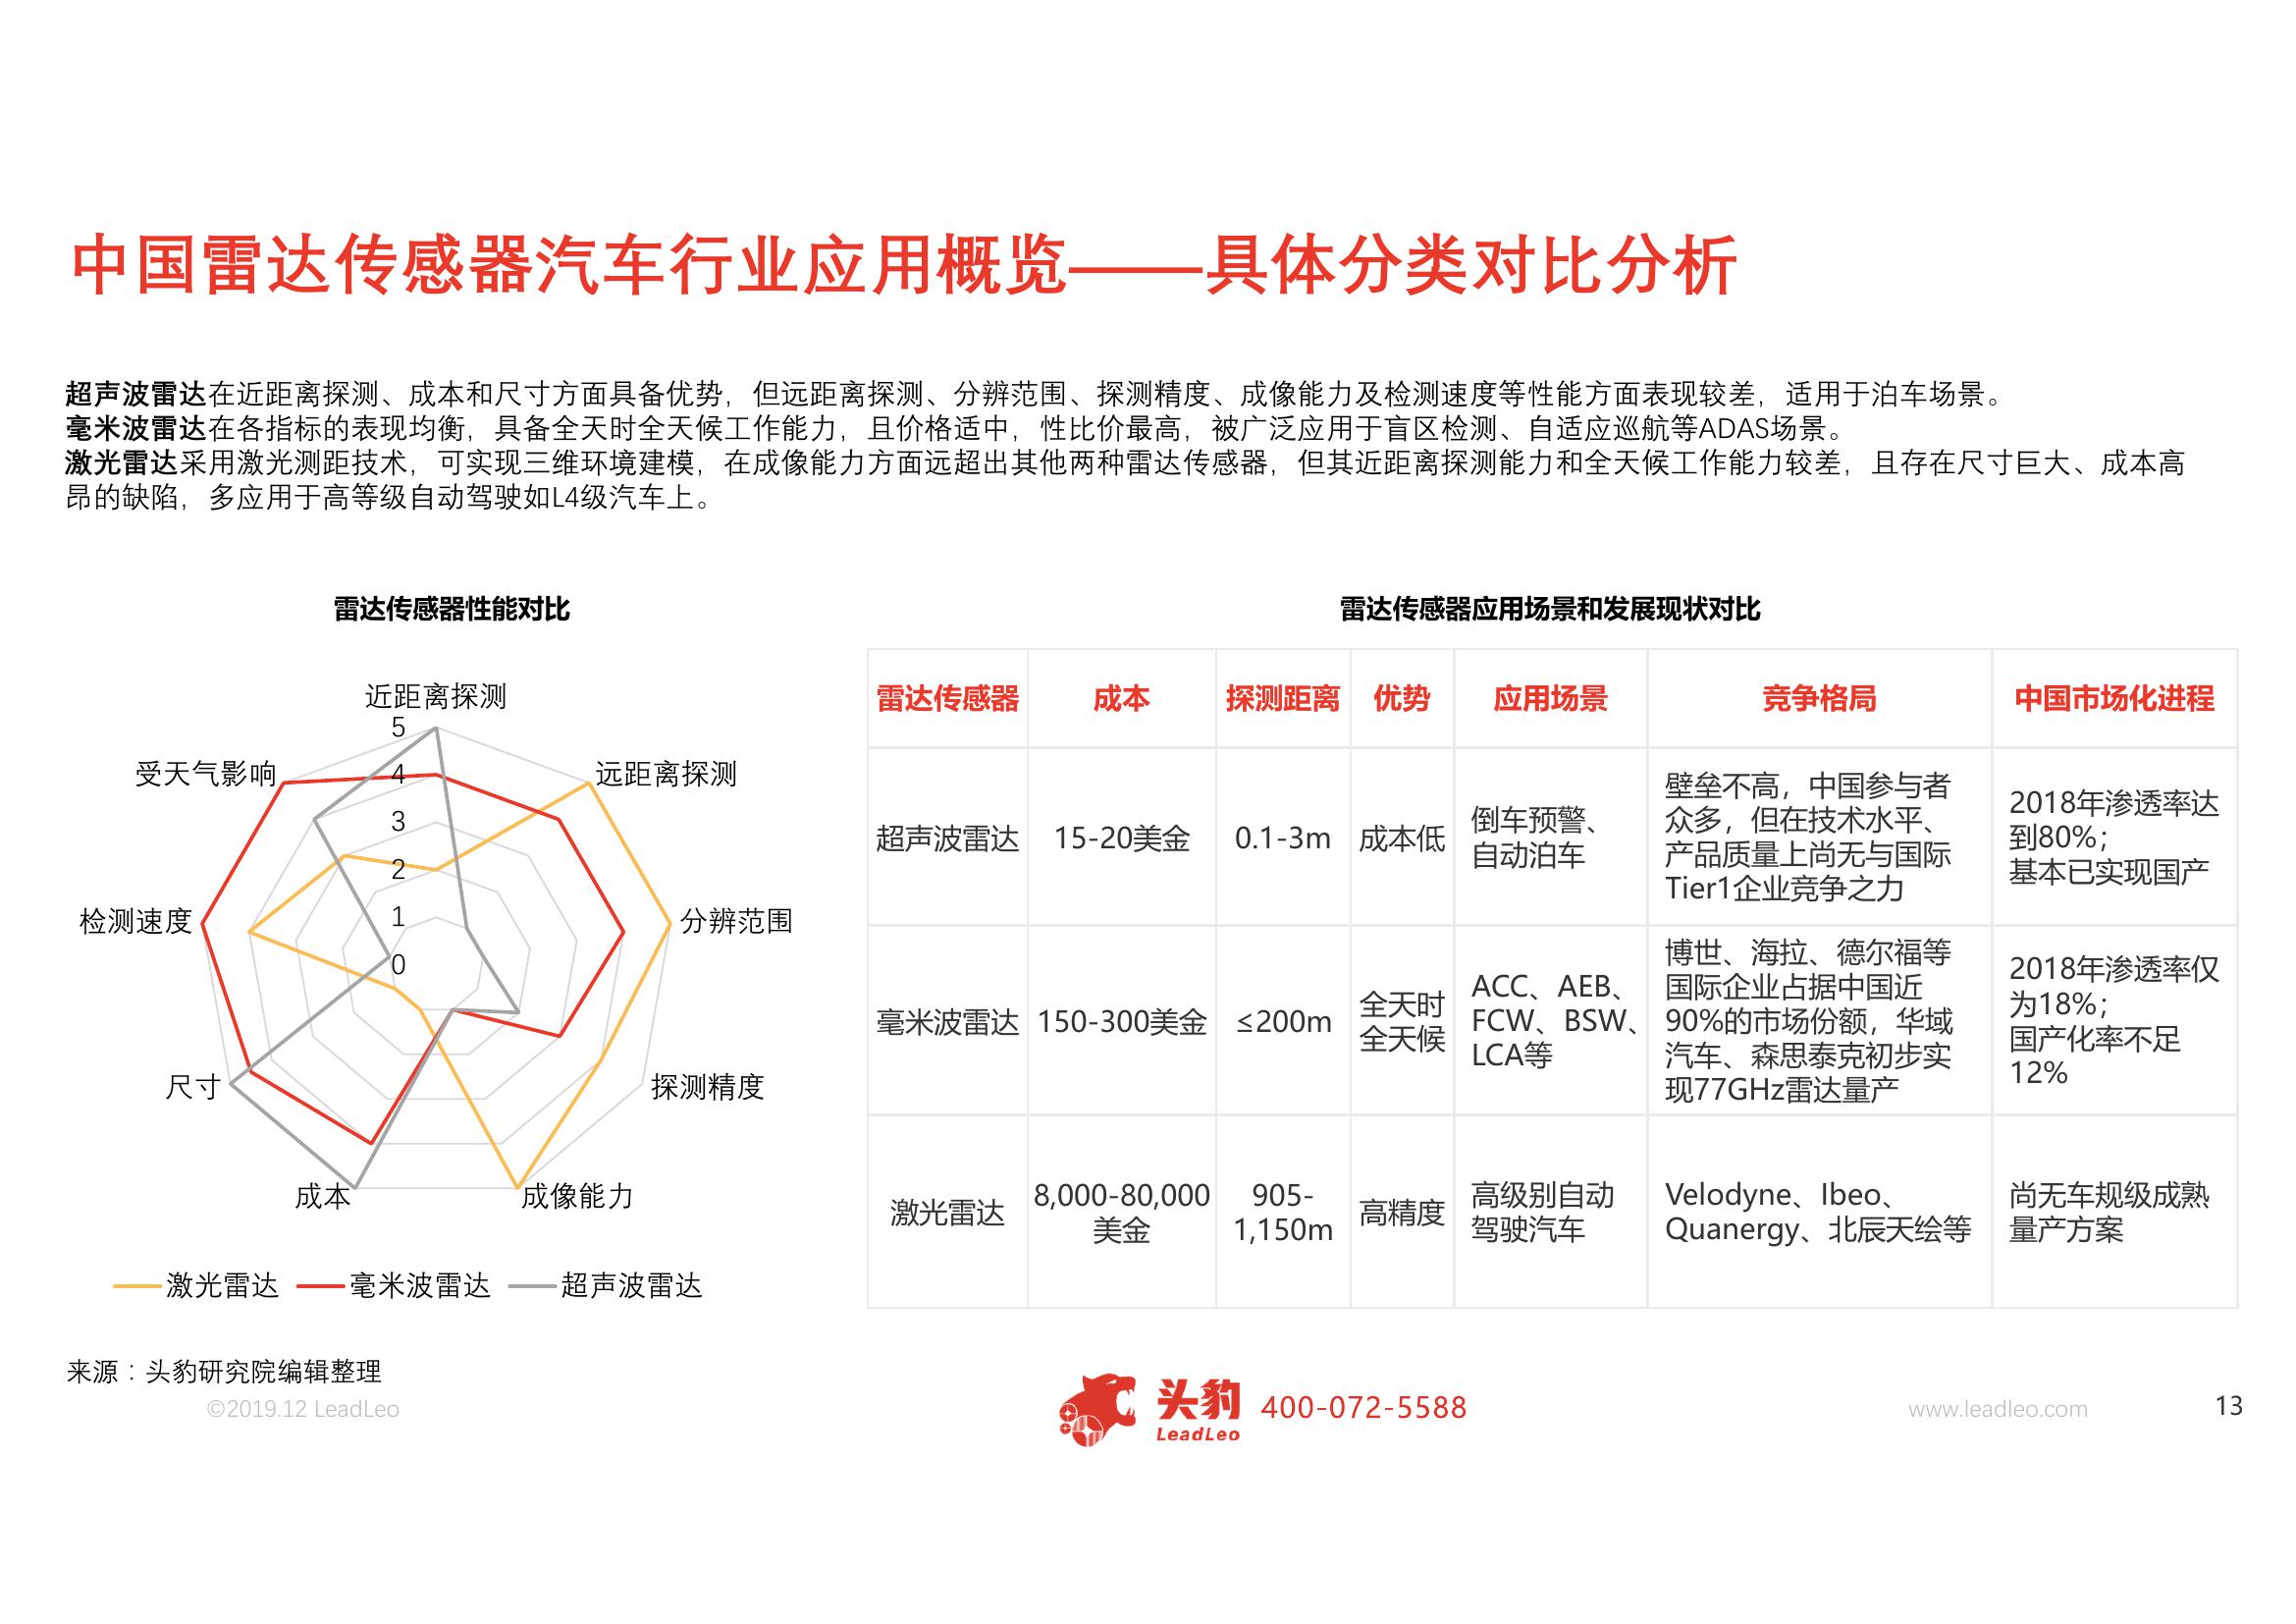 中国雷达传感器汽车行业应用概览——具体分类对比分析
超声波雷达在近距离探测、成本和尺寸方面具备优势，但远距离探测、分辨范围、探测精度、成像能力及检测速度等性能方面表现较差，适用于泊车场景。
毫米波雷达在各指标的表现均衡，具备全天时全天候工作能力，且价格适中，性比价最高，被广泛应用于盲区检测、自适应巡航等ADAS场景。
激光雷达采用激光测距技术，可实现三维环境建模，在成像能力方面远超出其他两种雷达传感器，但其近距离探测能力和全天候工作能力较差，且存在尺寸巨大、成本高
昂的缺陷，多应用于高等级自动驾驶如L4级汽车上。
雷达传感器性能对比
近距离探测
5
4
3
2
1
0
远距离探测
分辨范围
探测精度
成像能力
成本
尺寸
检测速度
受天气影响
激光雷达 毫米波雷达 超声波雷达
雷达传感器应用场景和发展现状对比
雷达传感器 成本 探测距离 优势 应用场景 竞争格局 中国市场化进程
超声波雷达
15-20美金
0.1-3m
成本低
倒车预警、
自动泊车
壁垒不高，中国参与者
众多，但在技术水平、
产品质量上尚无与国际
Tier1企业竞争之力
2018年渗透率达
到80%；
基本已实现国产
毫米波雷达
150-300美金
≤200m
全天时
全天候
ACC、AEB、
FCW、BSW、
LCA等
博世、海拉、德尔福等
国际企业占据中国近
90%的市场份额，华域
汽车、森思泰克初步实
现77GHz雷达量产
2018年渗透率仅
为18%；
国产化率不足
12%
激光雷达
8,000-80,000
美金
905-
1,150m
高精度
高级别自动
驾驶汽车
Velodyne、Ibeo、
Quanergy、北辰天绘等
尚无车规级成熟
量产方案
来源：头豹研究院编辑整理
©2019.12 LeadLeo
头豹
LeadLeo
400-072-5588
www.leadleo.com
13